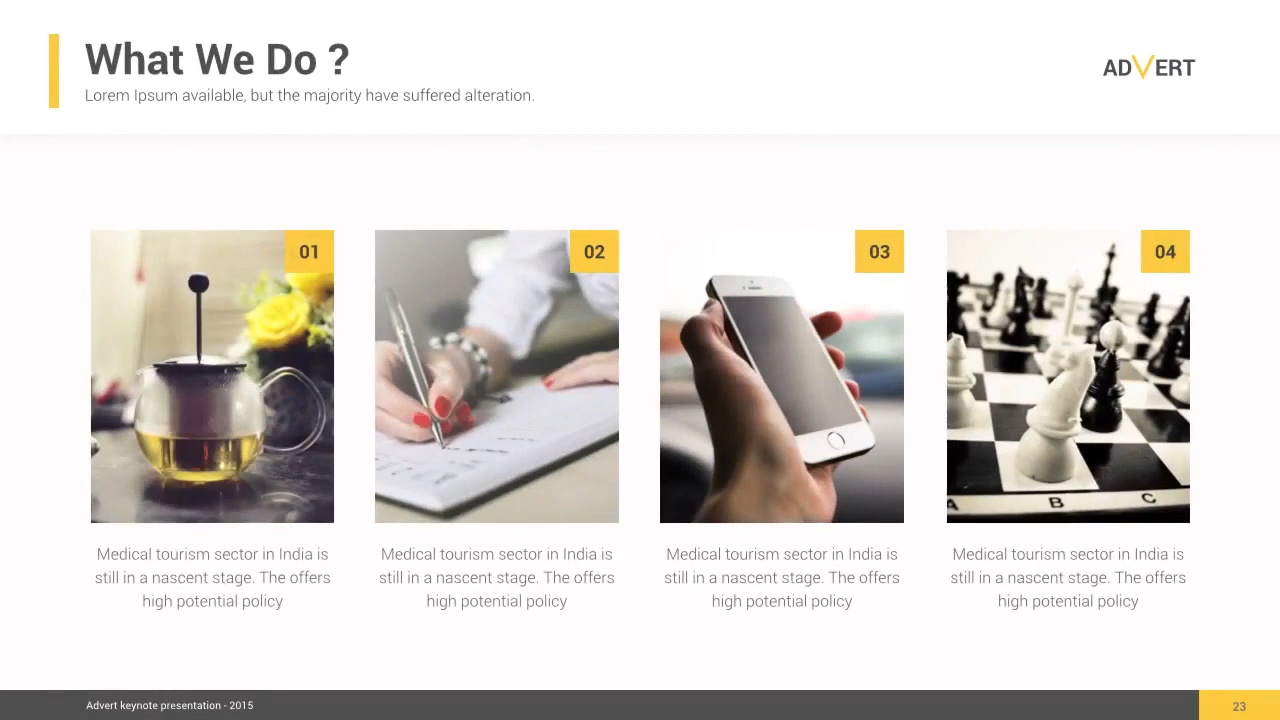 What We Do ?
Lorem Ipsum available, but the majority have suffered alteration.
ADVERT
01
02
03
04
A B C
Medical tourism sector in India is
still in a nascent stage. The offers
high potential policy
Medical tourism sector in India is
still in a nascent stage. The offers
high potential policy
Medical tourism sector in India is
still in a nascent stage. The offers
high potential policy
Medical tourism sector in India is
still in a nascent stage. The offers
high potential policy
Advert keynote presentation - 2015
23